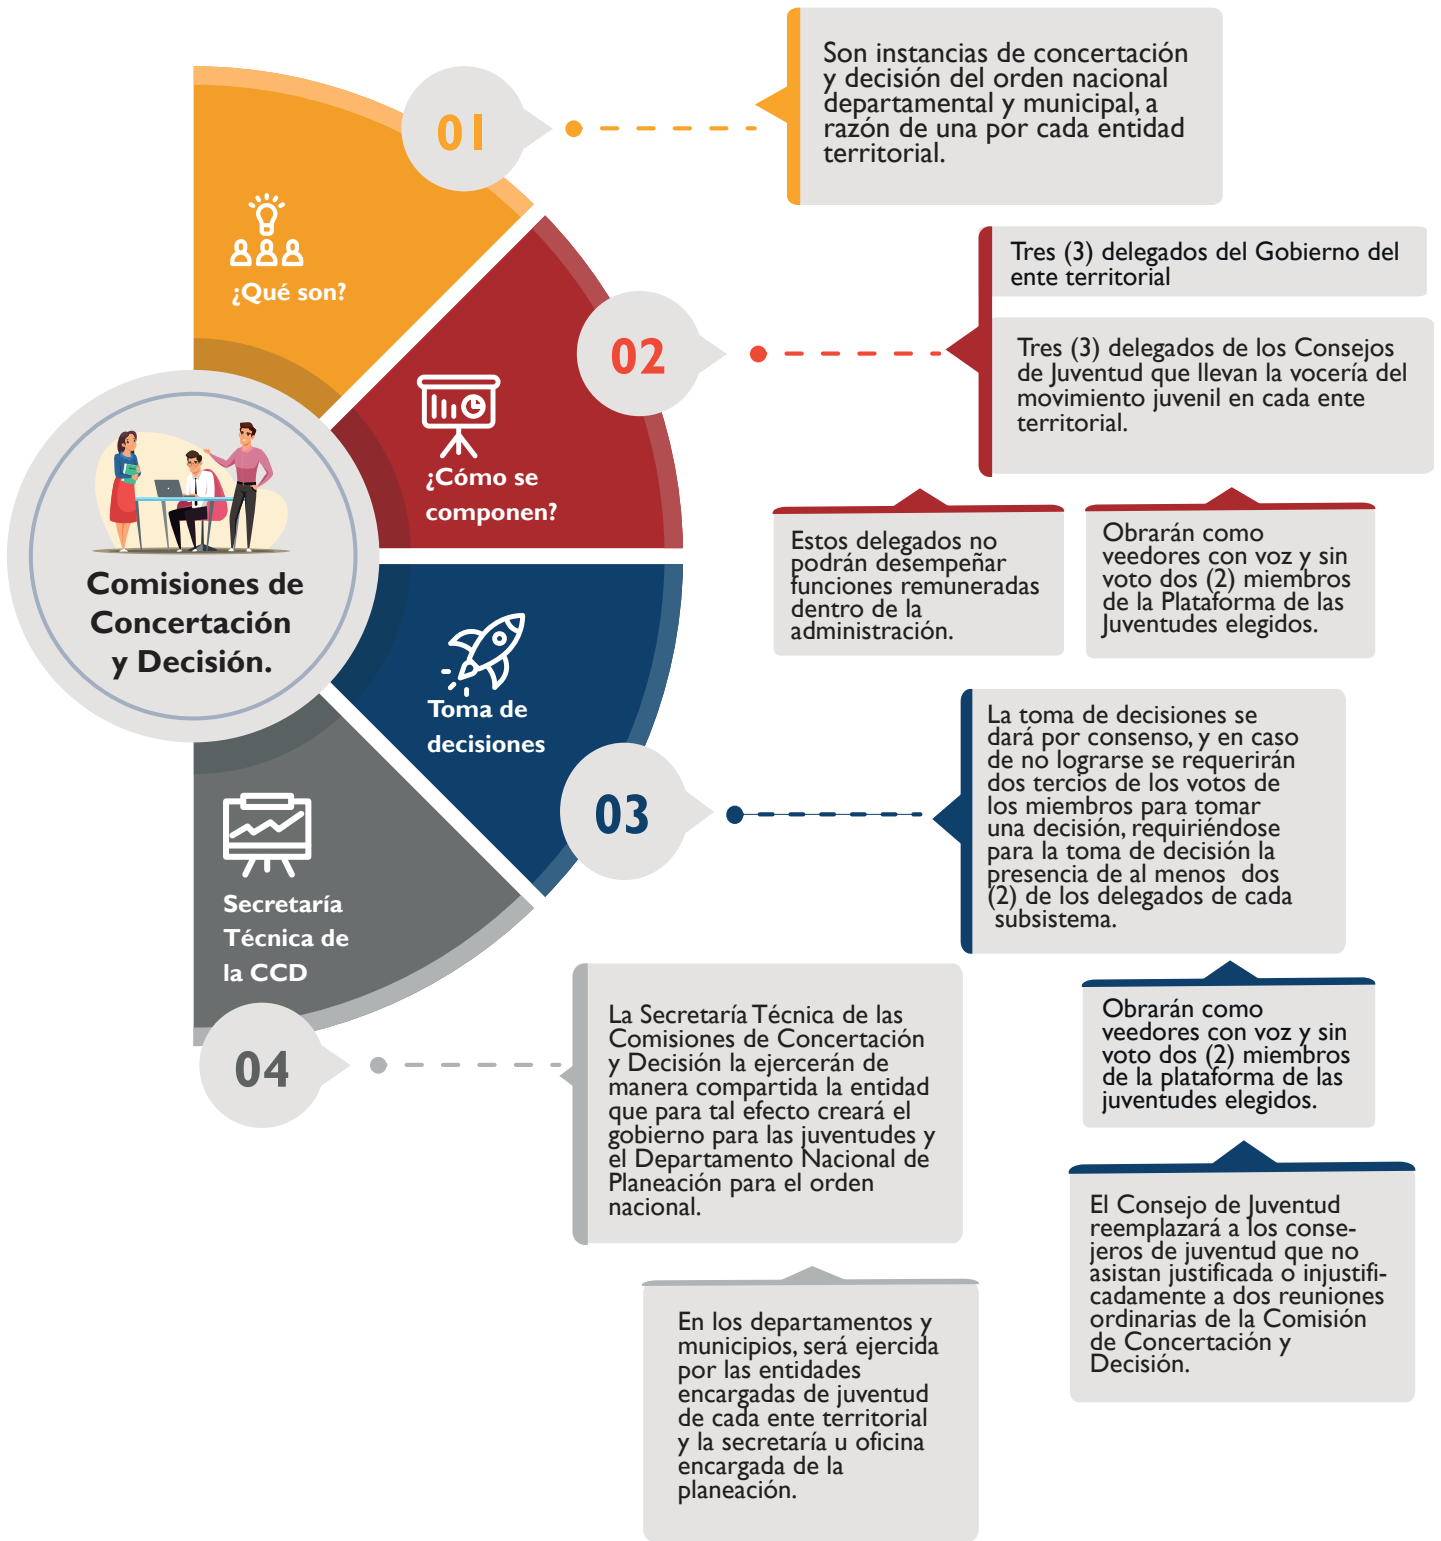 Comisiones de
Concertación
y Decisión.
01
¿Qué son?
Son instancias de concertación
y decisión del orden nacional
departamental y municipal, a
razón de una por cada entidad
territorial.
02
¿Cómo se
componen?
Tres (3) delegados del Gobierno del
ente territorial
Tres (3) delegados de los Consejos
de Juventud que llevan la vocería del
movimiento juvenil en cada ente
territorial.
Estos delegados no
podrán desempeñar
funciones remuneradas
dentro de la
administración.
Obrarán como
veedores con voz y sin
voto dos (2) miembros
de la Plataforma de las
Juventudes elegidos.
03
Toma de
decisiones
La toma de decisiones se
dará por consenso, y en caso
de no lograrse se requerirán
dos tercios de los votos de
los miembros para tomar
una decisión, requiriéndose
para la toma de decisión la
presencia de al menos dos
(2) de los delegados de cada
subsistema.
Obrarán como
veedores con voz y sin
voto dos (2) miembros
de la plataforma de las
juventudes elegidos.
El Consejo de Juventud
reemplazará a los conse-
jeros de juventud que no
asistan justificada o injustifi-
cadamente a dos reuniones
ordinarias de la Comisión
de Concertación y
Decisión.
04
Secretaría
Técnica de
la CCD
La Secretaría Técnica de las
Comisiones de Concertación
y Decisión la ejercerán de
manera compartida la entidad
que para tal efecto creará el
gobierno para las juventudes y
el Departamento Nacional de
Planeación para el orden
nacional.
En los departamentos y
municipios, será ejercida
por las entidades
encargadas de juventud
de cada ente territorial
y la secretaría u oficina
encargada de la
planeación.